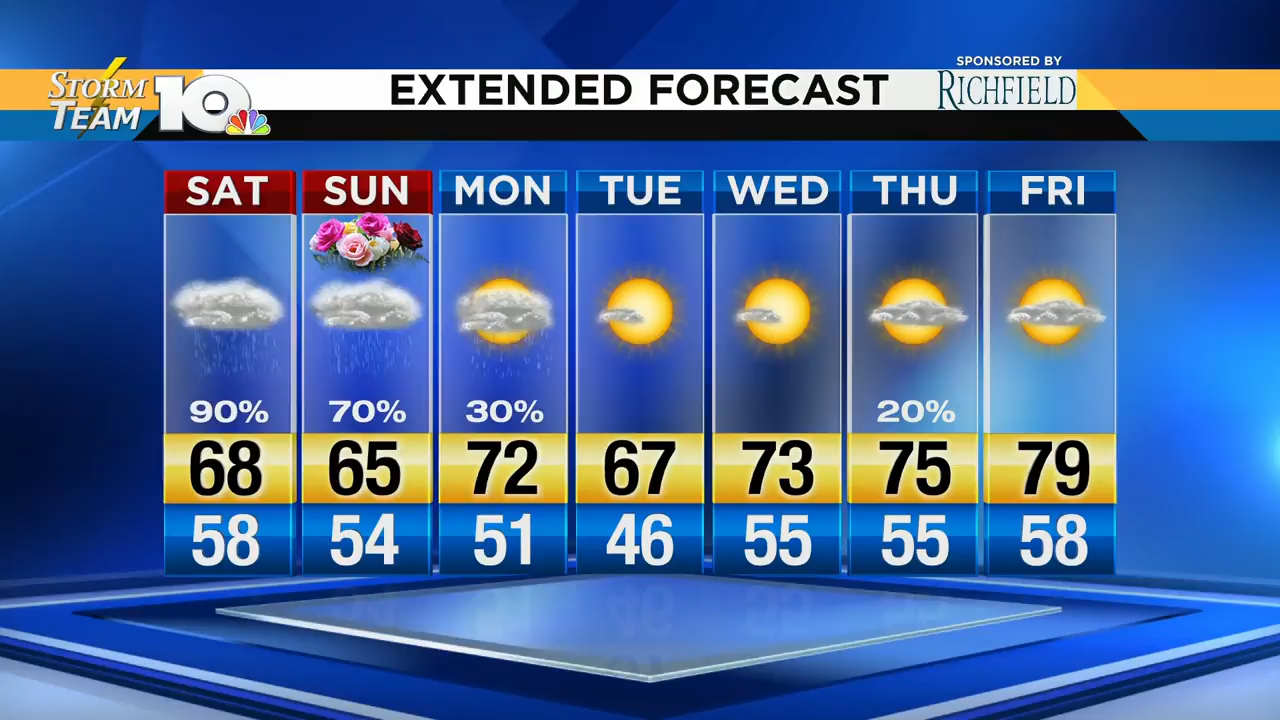 STORM
TEAM
10
EXTENDED FORECAST
SPONSORED BY
RICHFIELD
SAT SUN MON TUE WED THU FRI
90% 70% 30% 20%
68 65 72 67 73 75 79
58 54 51 46 55 55 58